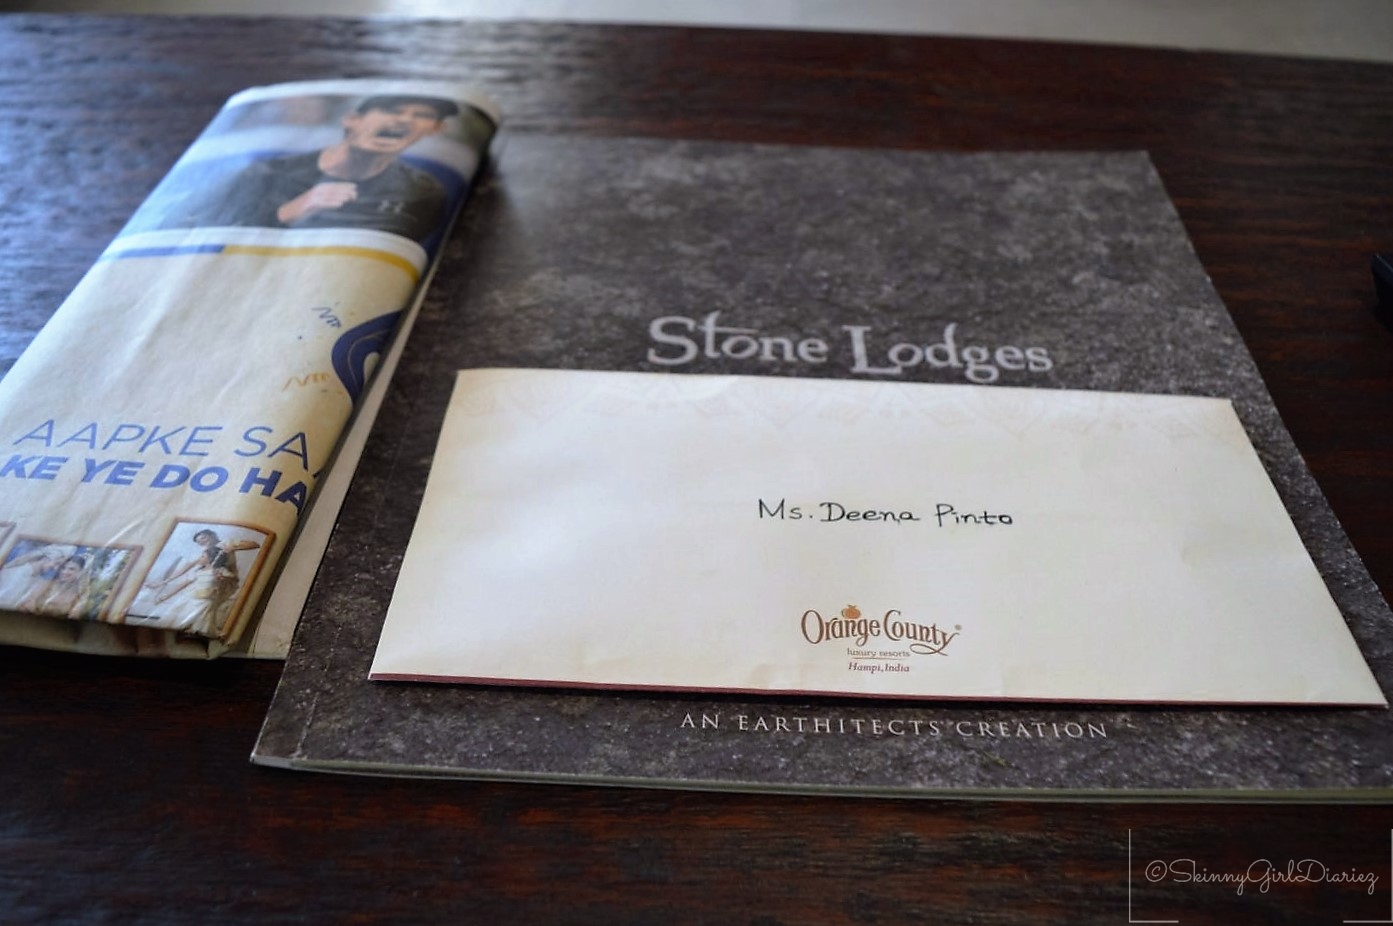 AAPKE SA
KE YE DO HA
Stone Lodges
Ms. Deena Pinto
Orange County®
luxury resorts
Hampi, India
AN EARTHITECTS CREATION
©SkinnyGirlDiariez